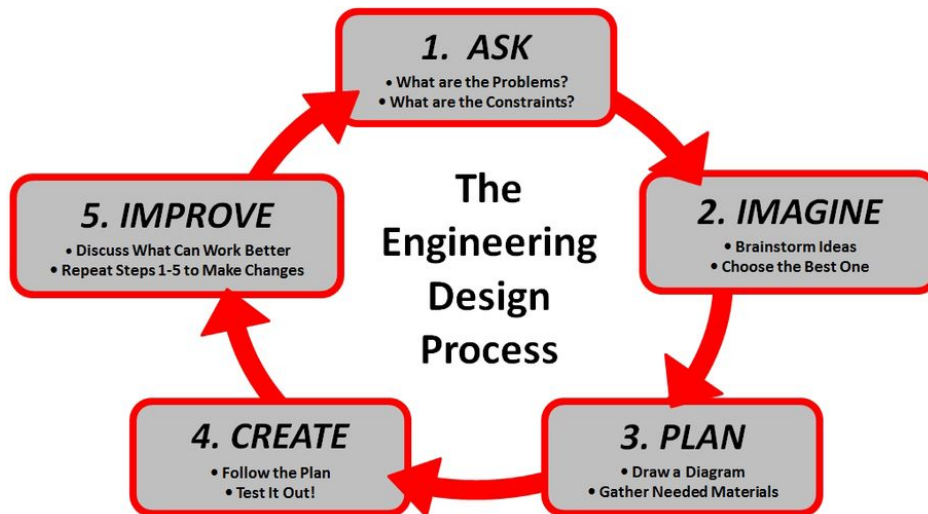 1. ASK
• What are the Problems?
• What are the Constraints?
2. IMAGINE
• Brainstorm Ideas
• Choose the Best One
3. PLAN
• Draw a Diagram
• Gather Needed Materials
4. CREATE
• Follow the Plan
• Test It Out!
5. IMPROVE
• Discuss What Can Work Better
• Repeat Steps 1-5 to Make Changes
The
Engineering
Design
Process